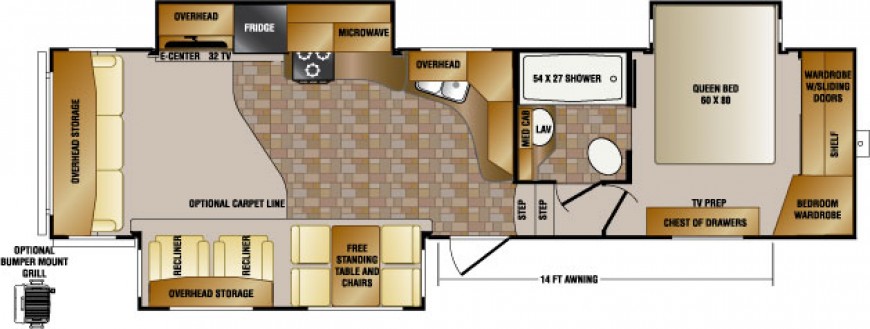 OVERHEAD
FRIDGE
MICROWAVE
E-CENTER 32 TV
OVERHEAD
54 X 27 SHOWER
QUEEN BED
60 X 80
WARDROBE
W/SLIDING
DOORS
OVERHEAD STORAGE
MED CAB
LAV
SHELF
OPTIONAL CARPET LINE
STEP
STEP
TV PREP
CHEST OF DRAWERS
BEDROOM
WARDROBE
RECLINER
RECLINER
FREE
STANDING
TABLE AND
CHAIRS
OVERHEAD STORAGE
OPTIONAL
BUMPER MOUNT
GRILL
14 FT AWNING